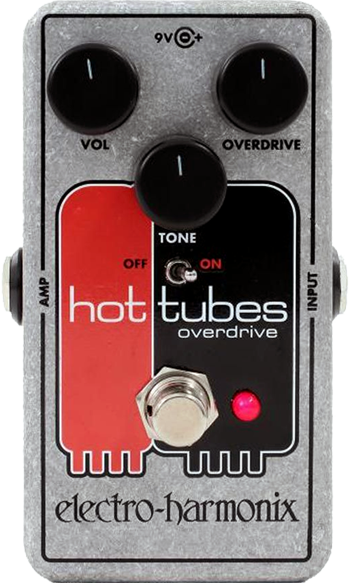 9V +
VOL
OVERDRIVE
TONE
OFF ON
AMP
INPUT
hot tubes
overdrive
electro-harmonix